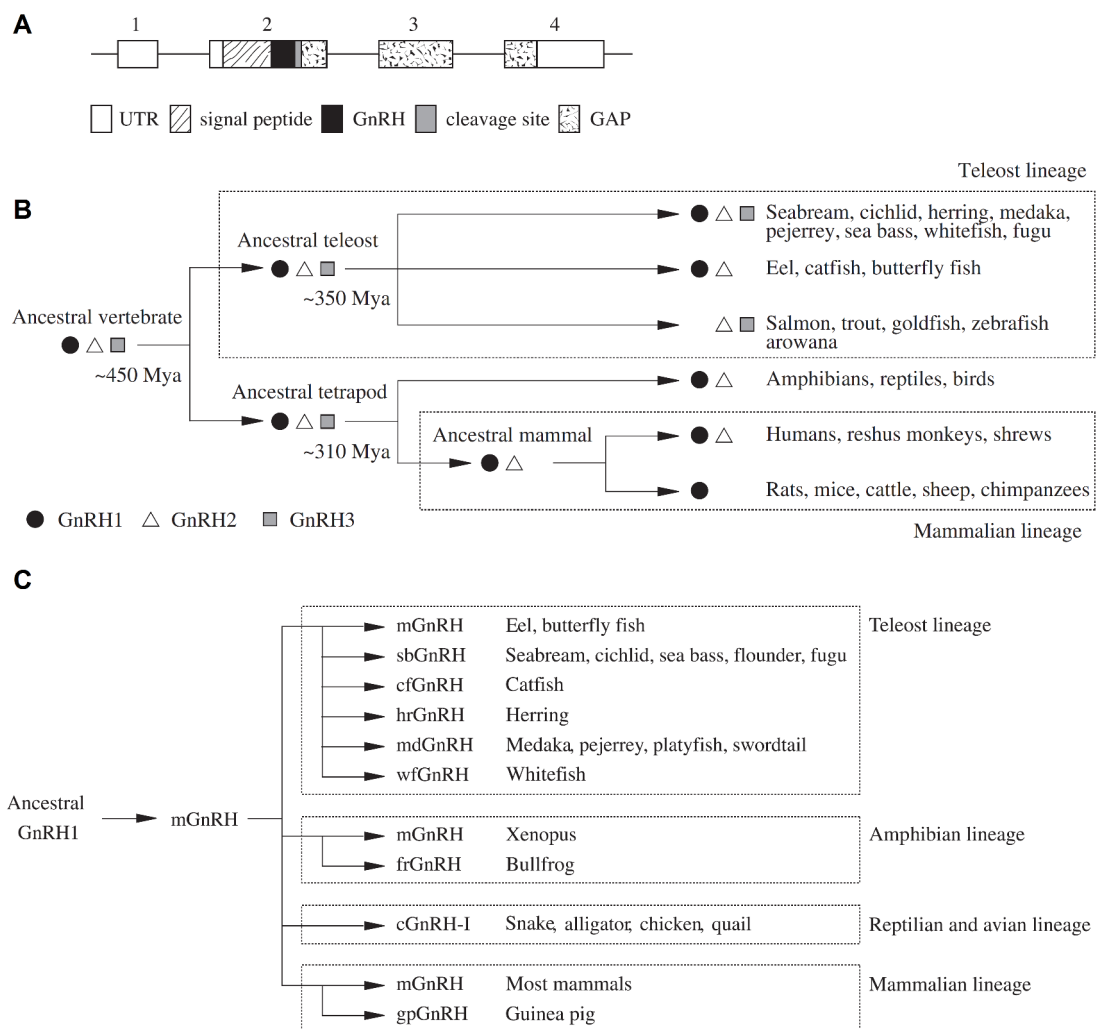 A
1 2 3 4
UTR signal peptide GnRH cleavage site GAP
Teleost lineage
B
Seabream, cichlid, herring, medaka,
pejerrey, sea bass, whitefish, fugu
Ancestral teleost
Eel, catfish, butterfly fish
~350 Mya
Ancestral vertebrate
Salmon, trout, goldfish, zebrafish
arowana
~450 Mya
Ancestral tetrapod
Amphibians, reptiles, birds
~310 Mya
Ancestral mammal
Humans, reshus monkeys, shrews
Rats, mice, cattle, sheep, chimpanzees
GnRH1 GnRH2 GnRH3
Mammalian lineage
C
mGnRH Eel, butterfly fish Teleost lineage
sbGnRH Seabream, cichlid, sea bass, flounder, fugu
cfGnRH Catfish
hrGnRH Herring
mdGnRH Medaka, pejerrey, platyfish, swordtail
wfGnRH Whitefish
Ancestral
GnRH1
mGnRH
mGnRH Xenopus Amphibian lineage
frGnRH Bullfrog
cGnRH-I Snake, alligator, chicken, quail Reptilian and avian lineage
mGnRH Most mammals Mammalian lineage
gpGnRH Guinea pig